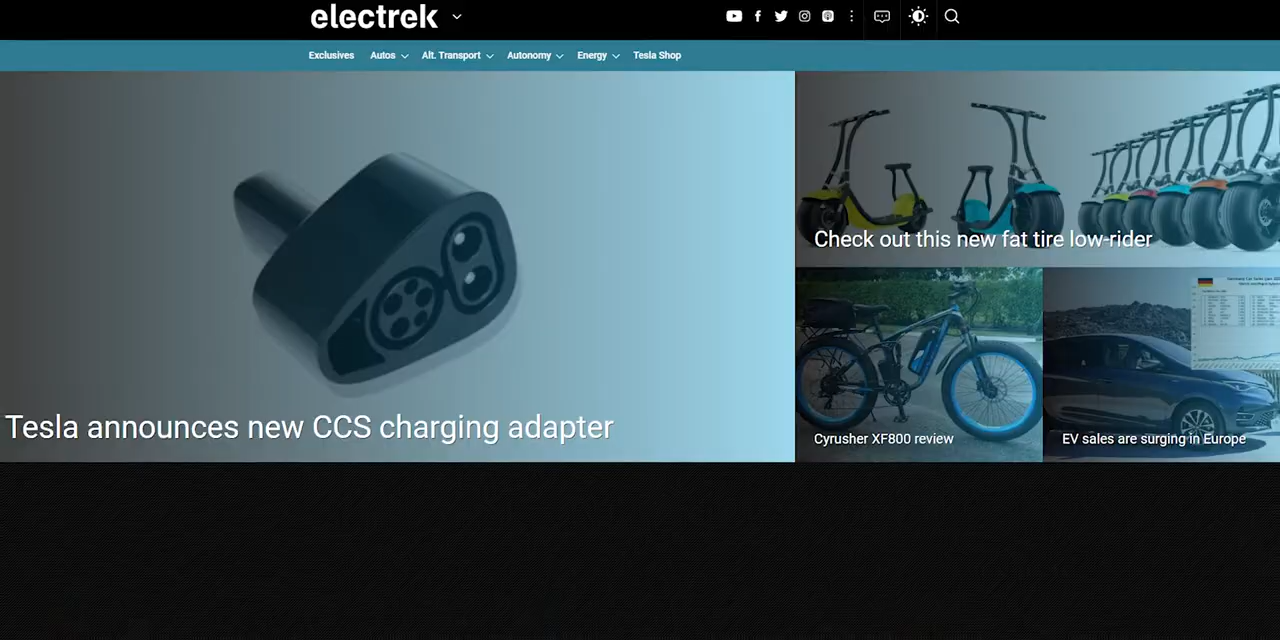 electrek
Exclusives Autos Alt. Transport Autonomy Energy Tesla Shop
Tesla announces new CCS charging adapter
Check out this new fat tire low-rider
Cyrusher XF800 review
EV sales are surging in Europe